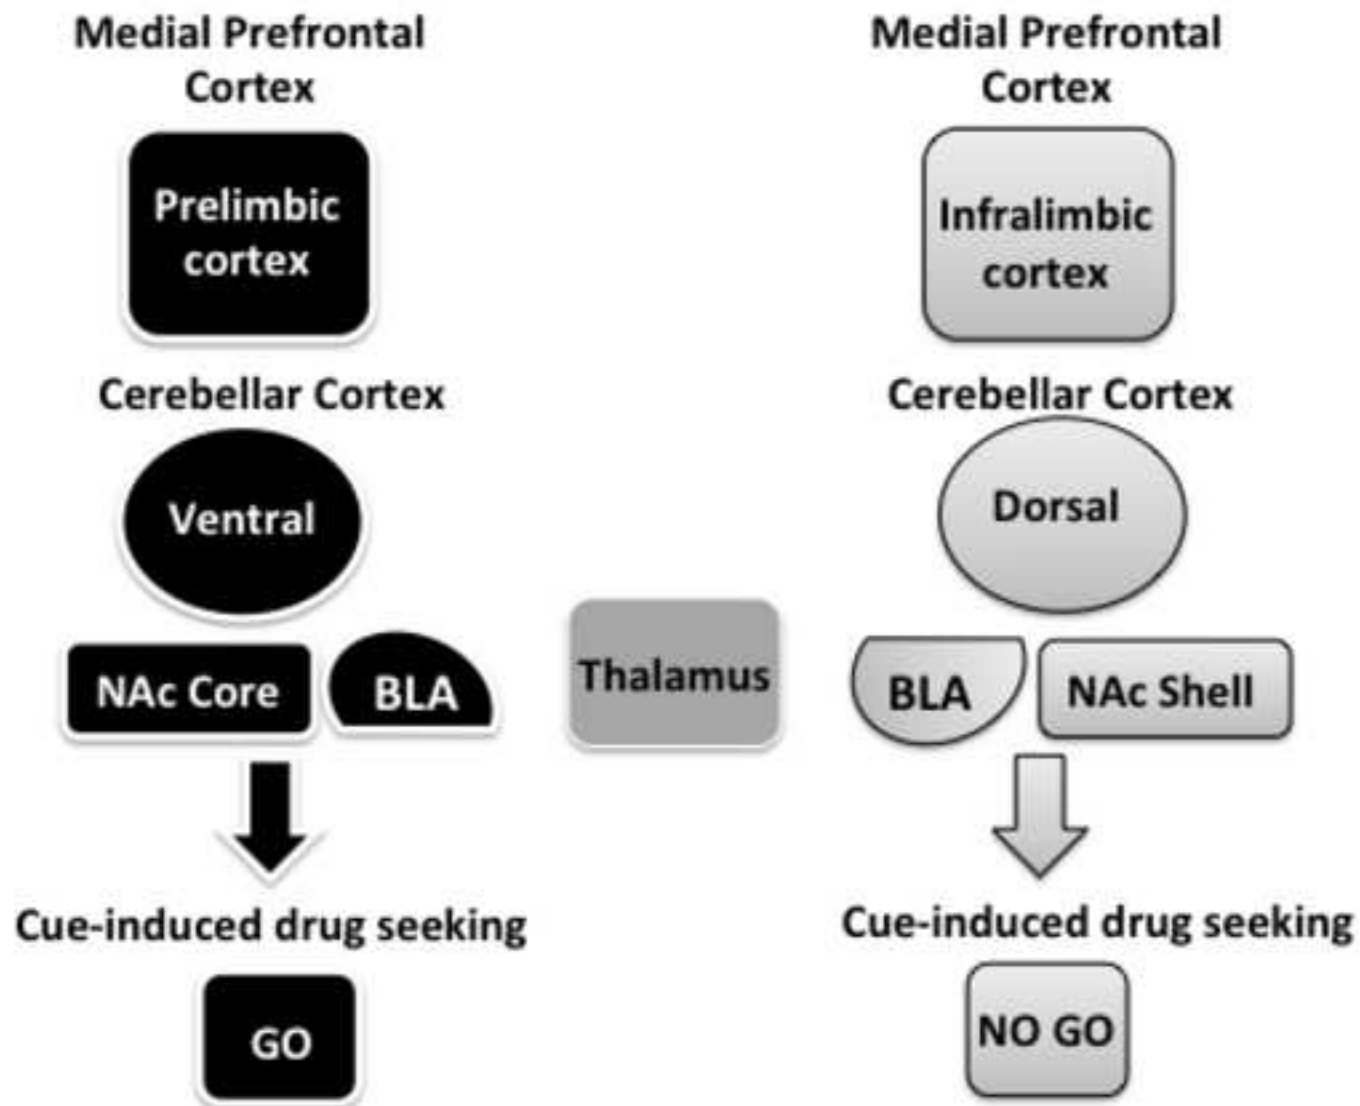 Medial Prefrontal
Cortex
Prelimbic
cortex
Cerebellar Cortex
Ventral
NAc Core
BLA
Cue-induced drug seeking
GO
Thalamus
Medial Prefrontal
Cortex
Infralimbic
cortex
Cerebellar Cortex
Dorsal
BLA
NAc Shell
Cue-induced drug seeking
NO GO